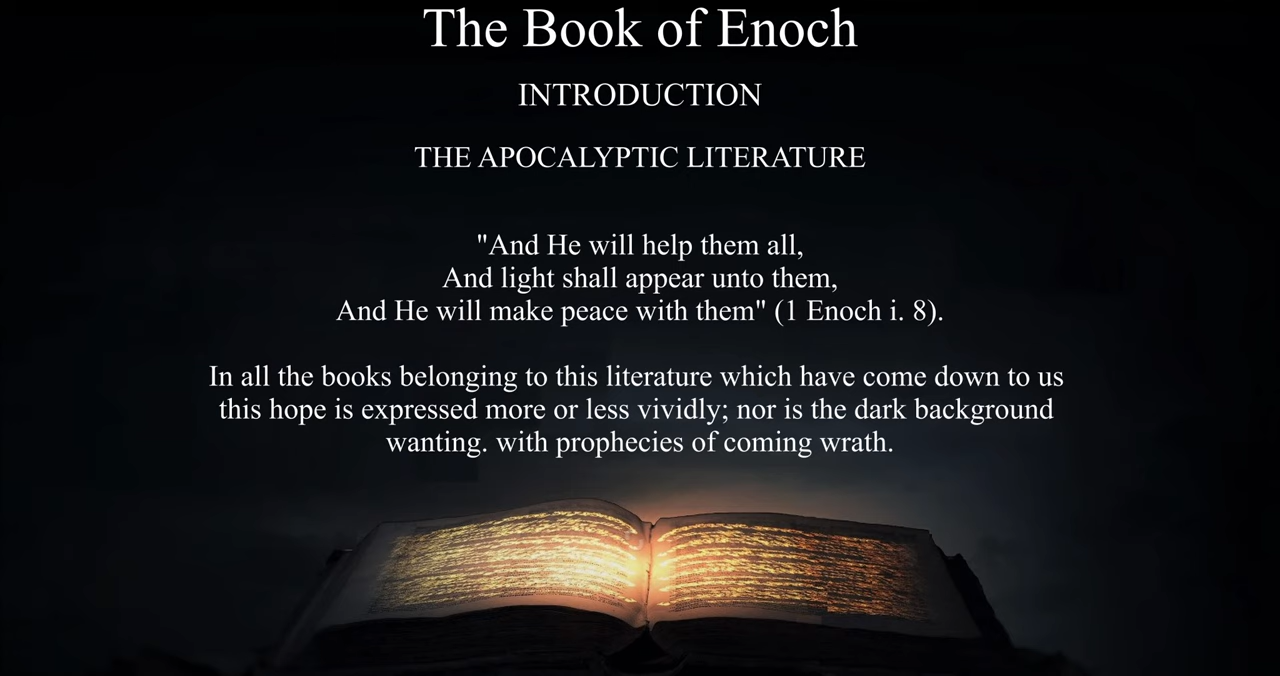 The Book of Enoch
INTRODUCTION
THE APOCALYPTIC LITERATURE
"And He will help them all,
And light shall appear unto them,
And He will make peace with them" (1 Enoch i. 8).
In all the books belonging to this literature which have come down to us
this hope is expressed more or less vividly; nor is the dark background
wanting. with prophecies of coming wrath.